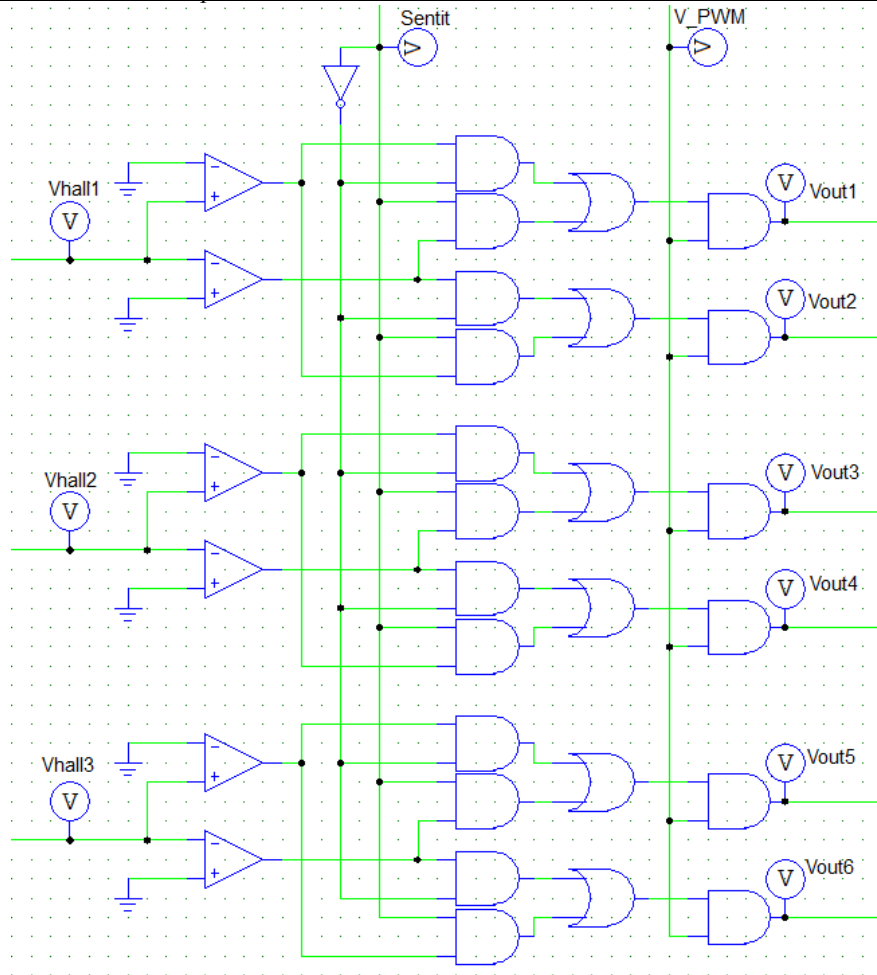 Sentit
V_PWM
V
V
Vhall1
V
V
Vout1
V
Vout2
Vhall2
V
V
Vout3
V
Vout4
Vhall3
V
V
Vout5
V
Vout6